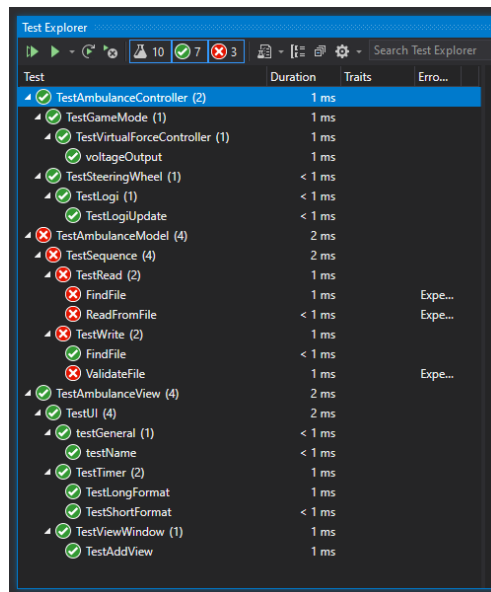 Test Explorer
10 7 3 Search Test Explorer
Test Duration Traits Erro...
TestAmbulanceController (2) 1 ms
TestGameMode (1) 1 ms
TestVirtualForceController (1) 1 ms
voltageOutput 1 ms
TestSteeringWheel (1) < 1 ms
TestLogi (1) < 1 ms
TestLogiUpdate < 1 ms
TestAmbulanceModel (4) 2 ms
TestSequence (4) 2 ms
TestRead (2) 1 ms
FindFile 1 ms Expe...
ReadFromFile < 1 ms Expe...
TestWrite (2) 1 ms
FindFile < 1 ms
ValidateFile 1 ms Expe...
TestAmbulanceView (4) 2 ms
TestUI (4) 2 ms
testGeneral (1) < 1 ms
testName < 1 ms
TestTimer (2) 1 ms
TestLongFormat 1 ms
TestShortFormat < 1 ms
TestViewWindow (1) 1 ms
TestAddView 1 ms